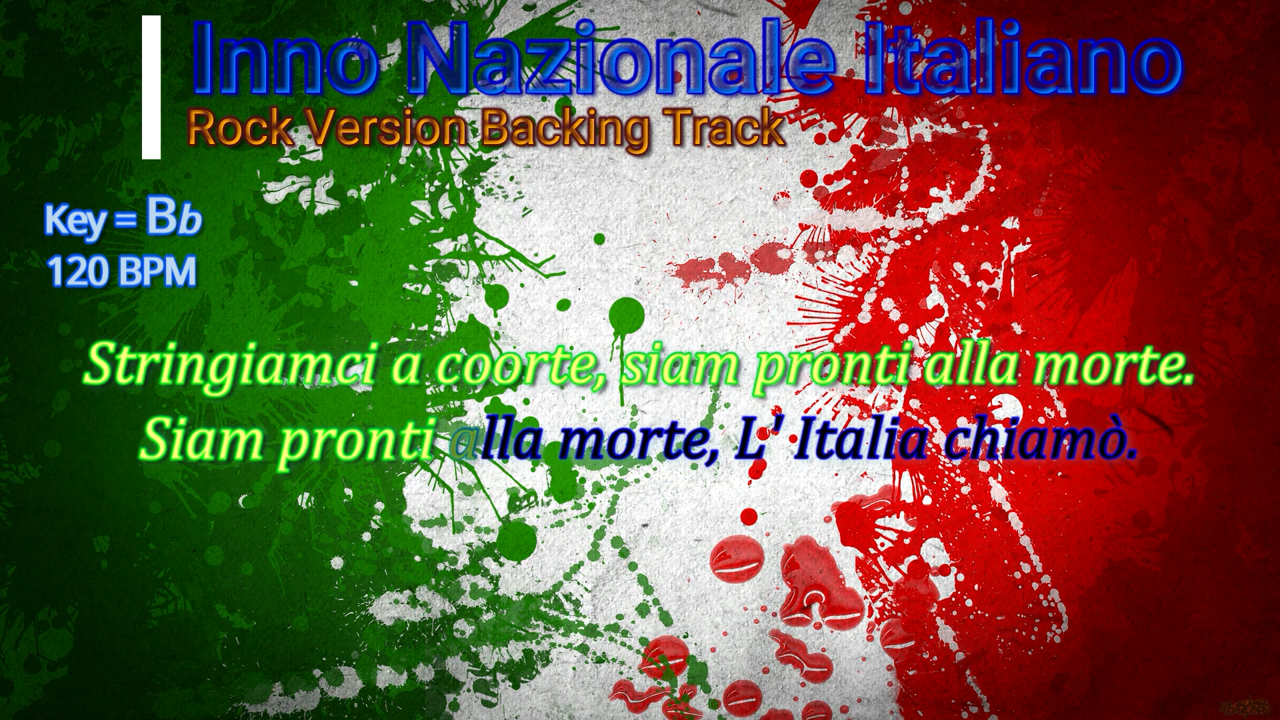 Inno Nazionale Italiano
Rock Version Backing Track
Key = Bb
120 BPM
Stringiamci a coorte, siam pronti alla morte.
Siam pronti alla morte, L' Italia chiamò.